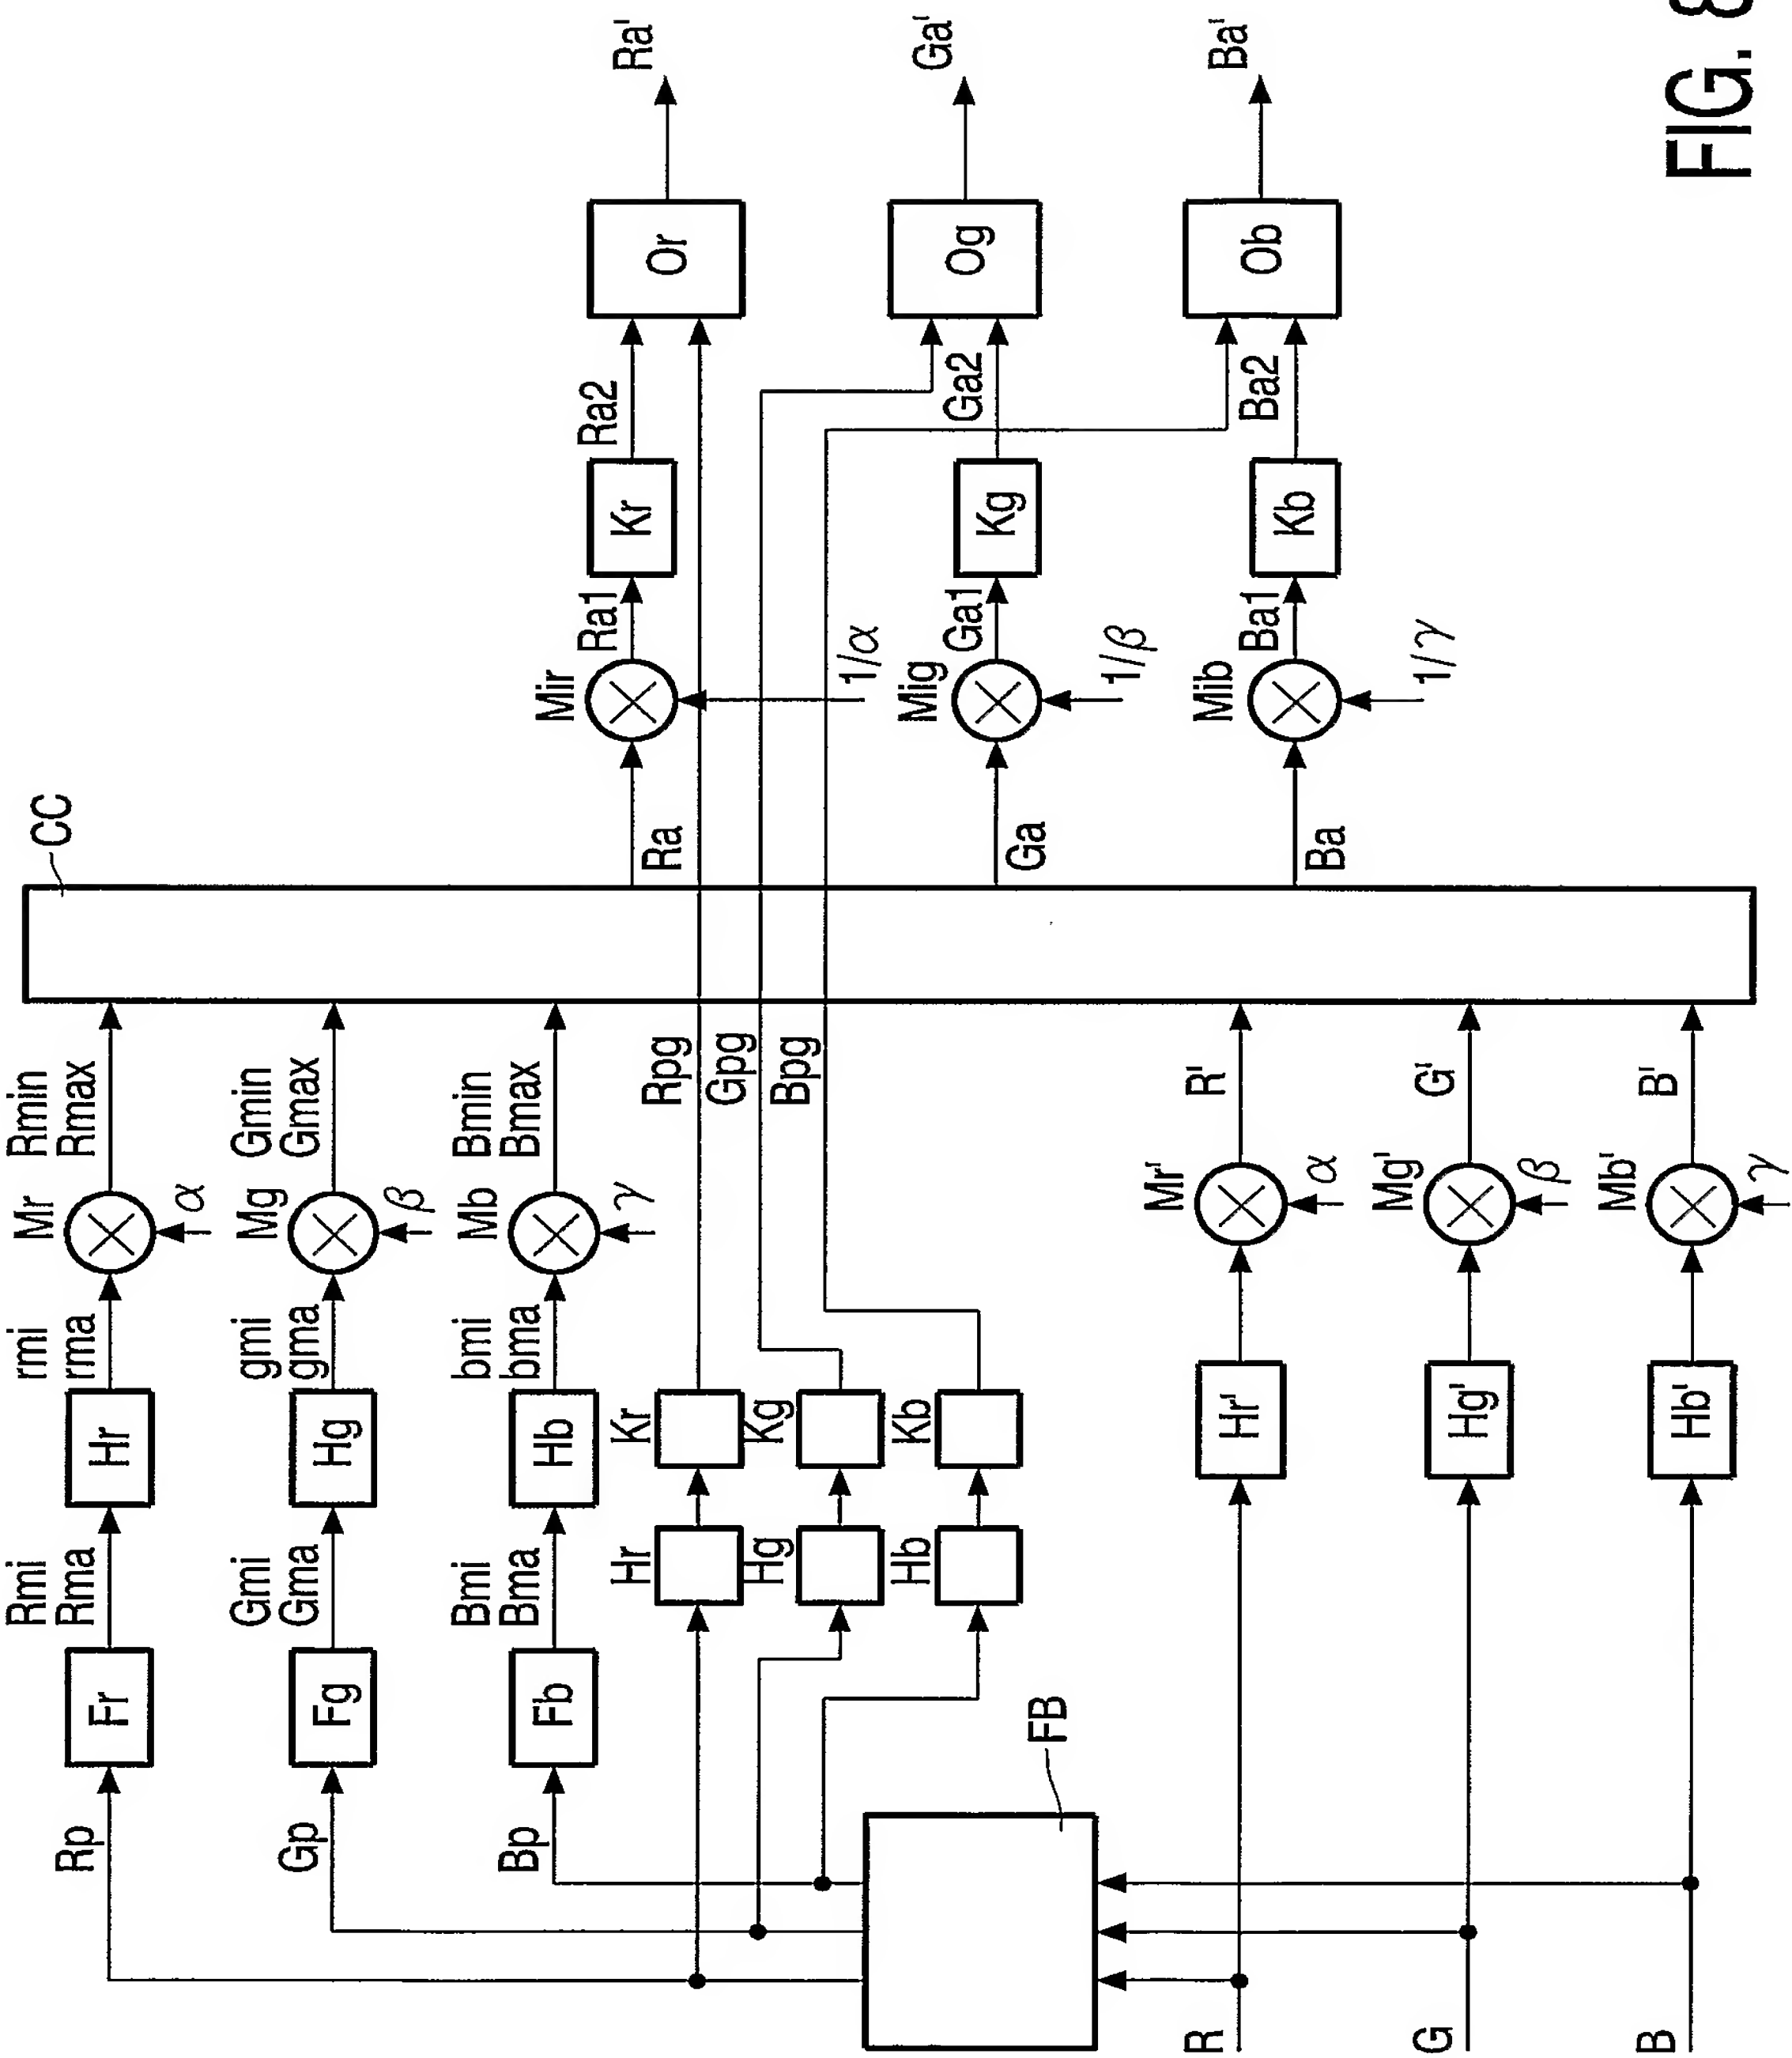 Rp
Fr
Rmi
Rma
Hr
rmi
rma
Mr
α
Rmin
Rmax
CC
Gp
Fg
Gmi
Gma
Hg
gmi
gma
Mg
β
Gmin
Gmax
Bp
Fb
Bmi
Bma
Hb
bmi
bma
Mb
γ
Bmin
Bmax
Hr
Kr
Rpg
Hg
Kg
Gpg
Hb
Kb
Bpg
FB
R
Hr'
Mr'
α
R'
G
Hg'
Mg'
β
G'
B
Hb'
Mb'
γ
B'
Ra
Mir
1/α
Ra1
Kr
Ra2
Or
Ra'
Ga
Mig
1/β
Ga1
Kg
Ga2
Og
Ga'
Ba
Mib
1/γ
Ba1
Kb
Ba2
Ob
Ba'
FIG. 8